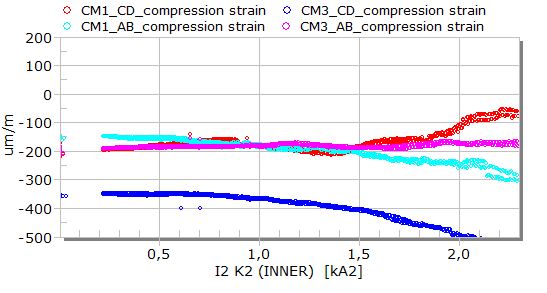 CM1_CD_compression strain CM3_CD_compression strain
CM1_AB_compression strain CM3_AB_compression strain
200
100
0
-100
-200
-300
-400
-500
um/m
0,5 1,0 1,5 2,0
I2 K2 (INNER) [kA2]